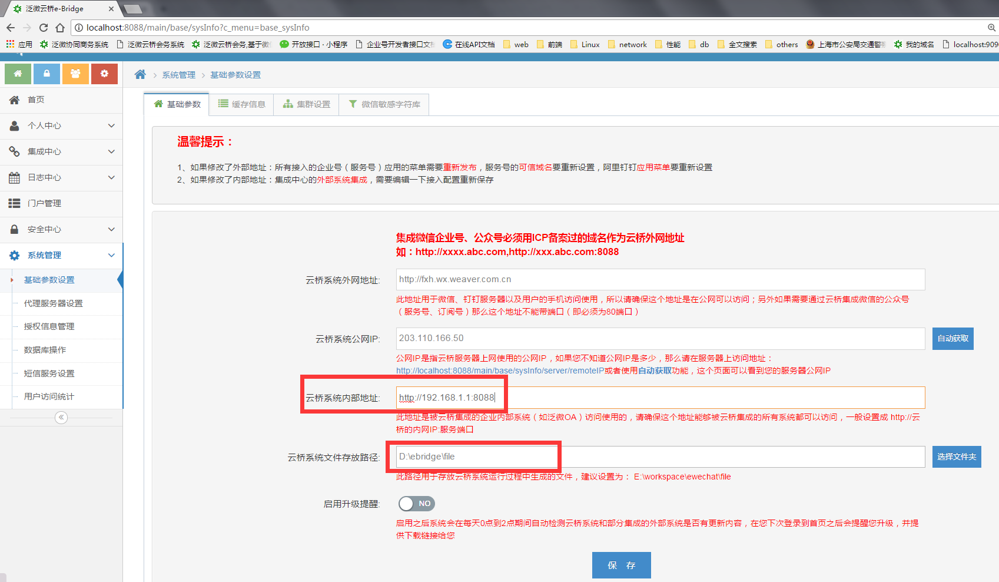 泛微云桥e-Bridge
localhost:8088/main/base/sysInfo?c_menu=base_sysInfo
应用 泛微协同商务系统 泛微云桥会务系统 泛微云桥会务,基于微 开放接口 · 小程序 企业号开发者接口文档 在线API文档 web 前端 Linux network 性能 db 全文搜索 others 上海市公安局交通警 我的域名 localhost:909
系统管理 基础参数设置
首页
个人中心
集成中心
日志中心
门户管理
安全中心
系统管理
基础参数设置
代理服务器设置
授权信息管理
数据库操作
短信服务设置
用户访问统计
基础参数 缓存信息 集群设置 微信敏感字符库
温馨提示：
1、如果修改了外部地址：所有接入的企业号（服务号）应用的菜单需要重新发布，服务号的可信域名要重新设置，阿里钉钉应用菜单要重新设置
2、如果修改了内部地址：集成中心的外部系统集成，需要编辑一下接入配置重新保存
集成微信企业号、公众号必须用ICP备案过的域名作为云桥外网地址
如：http://xxxx.abc.com,http://xxx.abc.com:8088
云桥系统外网地址: http://fxh.wx.weaver.com.cn
此地址用于微信、钉钉服务器以及用户的手机访问使用，所以请确保这个地址是在公网可以访问；另外如果需要通过云桥集成微信的公众号
（服务号、订阅号）那么这个地址不能带端口（即必须为80端口）
云桥系统公网IP: 203.110.166.50 自动获取
公网IP是指云桥服务器上网使用的公网IP，如果您不知道公网IP是多少，那么请在服务器上访问地址：
http://localhost:8088/main/base/sysInfo/server/remoteIP或者使用自动获取功能，这个页面可以看到您的服务器公网IP
云桥系统内部地址: http://192.168.1.1:8088
此地址是被云桥集成的企业内部系统（如泛微OA）访问使用的，请确保这个地址能够被云桥集成的所有系统都可以访问，一般设置成 http://云
桥的内网IP:服务端口
云桥系统文件存放路径: D:\ebridge\file 选择文件夹
此路径用于存放云桥系统运行过程中生成的文件，建议设置为： E:\workspace\ewechat\file
启用升级提醒: NO
启用之后系统会在每天0点到2点期间自动检测云桥系统和部分集成的外部系统是否有更新内容，在您下次登录到首页之后会提醒您升级，并提
供下载链接给您
保 存